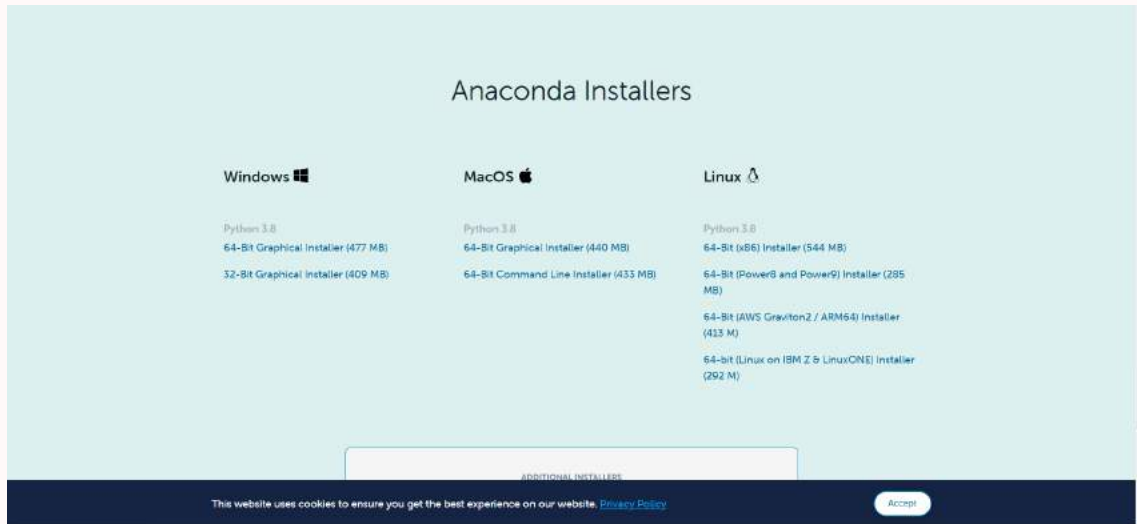 Anaconda Installers
Windows
Python 3.8
64-Bit Graphical Installer (477 MB)
32-Bit Graphical Installer (409 MB)
MacOS
Python 3.8
64-Bit Graphical Installer (440 MB)
64-Bit Command Line Installer (433 MB)
Linux
Python 3.8
64-Bit (x86) Installer (544 MB)
64-Bit (Power8 and Power9) Installer (285
MB)
64-Bit (AWS Graviton2 / ARM64) Installer
(413 M)
64-bit (Linux on IBM Z & LinuxONE) Installer
(292 M)
ADDITIONAL INSTALLERS
This website uses cookies to ensure you get the best experience on our website. Privacy Policy
Accept